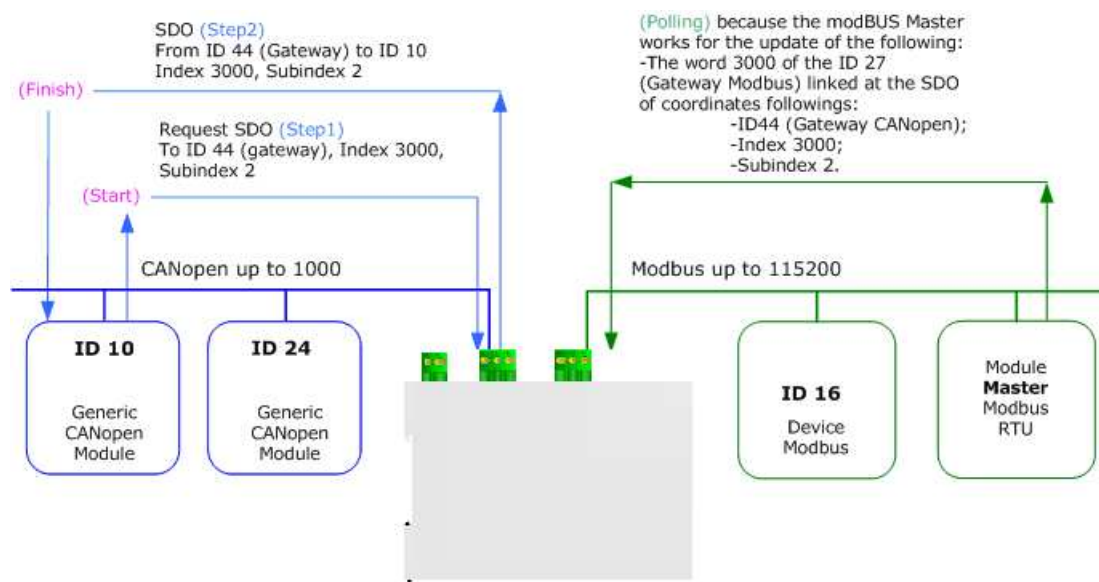 SDO (Step2)
From ID 44 (Gateway) to ID 10
Index 3000, Subindex 2
(Finish)
Request SDO (Step1)
To ID 44 (gateway), Index 3000,
Subindex 2
(Start)
(Polling) because the modBUS Master
works for the update of the following:
-The word 3000 of the ID 27
(Gateway Modbus) linked at the SDO
of coordinates followings:
-ID44 (Gateway CANopen);
-Index 3000;
-Subindex 2.
CANopen up to 1000
Modbus up to 115200
ID 10
Generic
CANopen
Module
ID 24
Generic
CANopen
Module
ID 16
Device
Modbus
Module
Master
Modbus
RTU